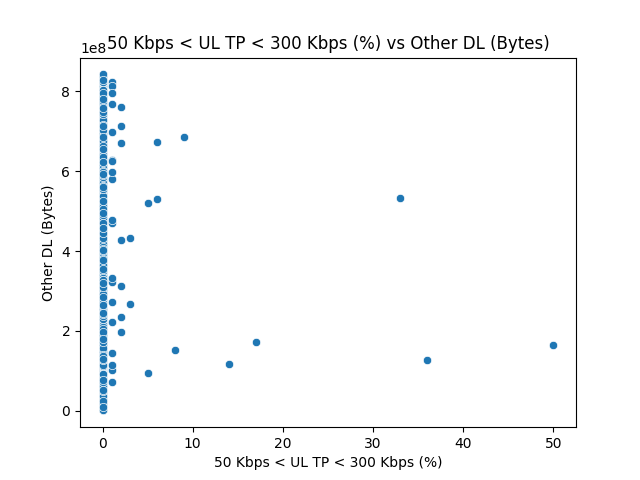 50 Kbps < UL TP < 300 Kbps (%) vs Other DL (Bytes)
1e8
8
6
4
2
0
Other DL (Bytes)
0 10 20 30 40 50
50 Kbps < UL TP < 300 Kbps (%)